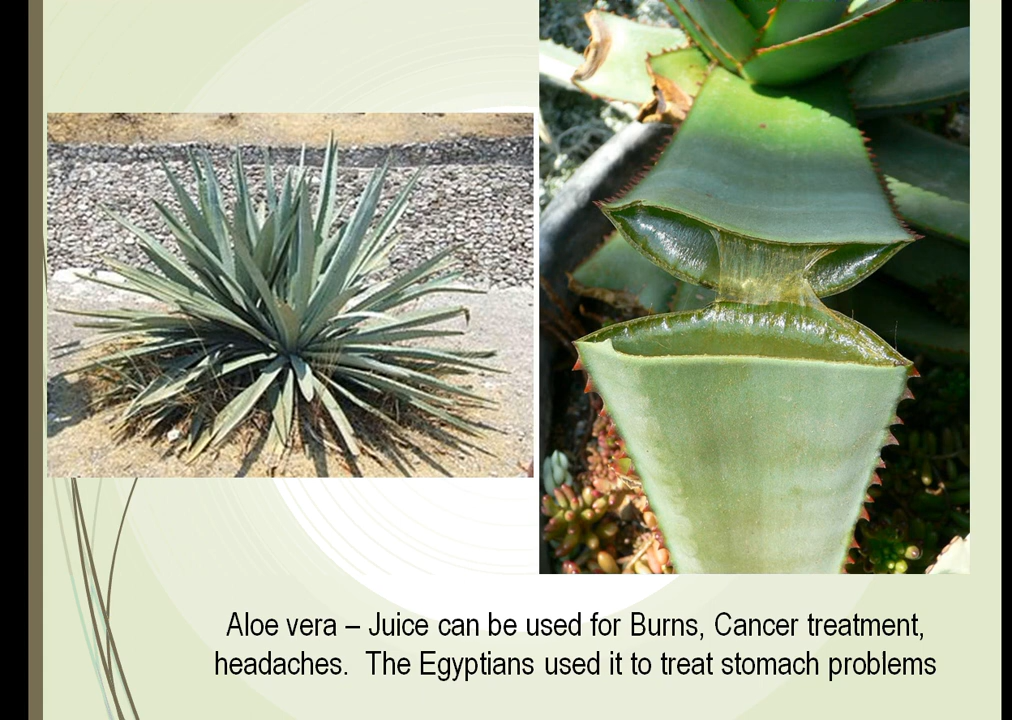 Aloe vera – Juice can be used for Burns, Cancer treatment,
headaches.  The Egyptians used it to treat stomach problems